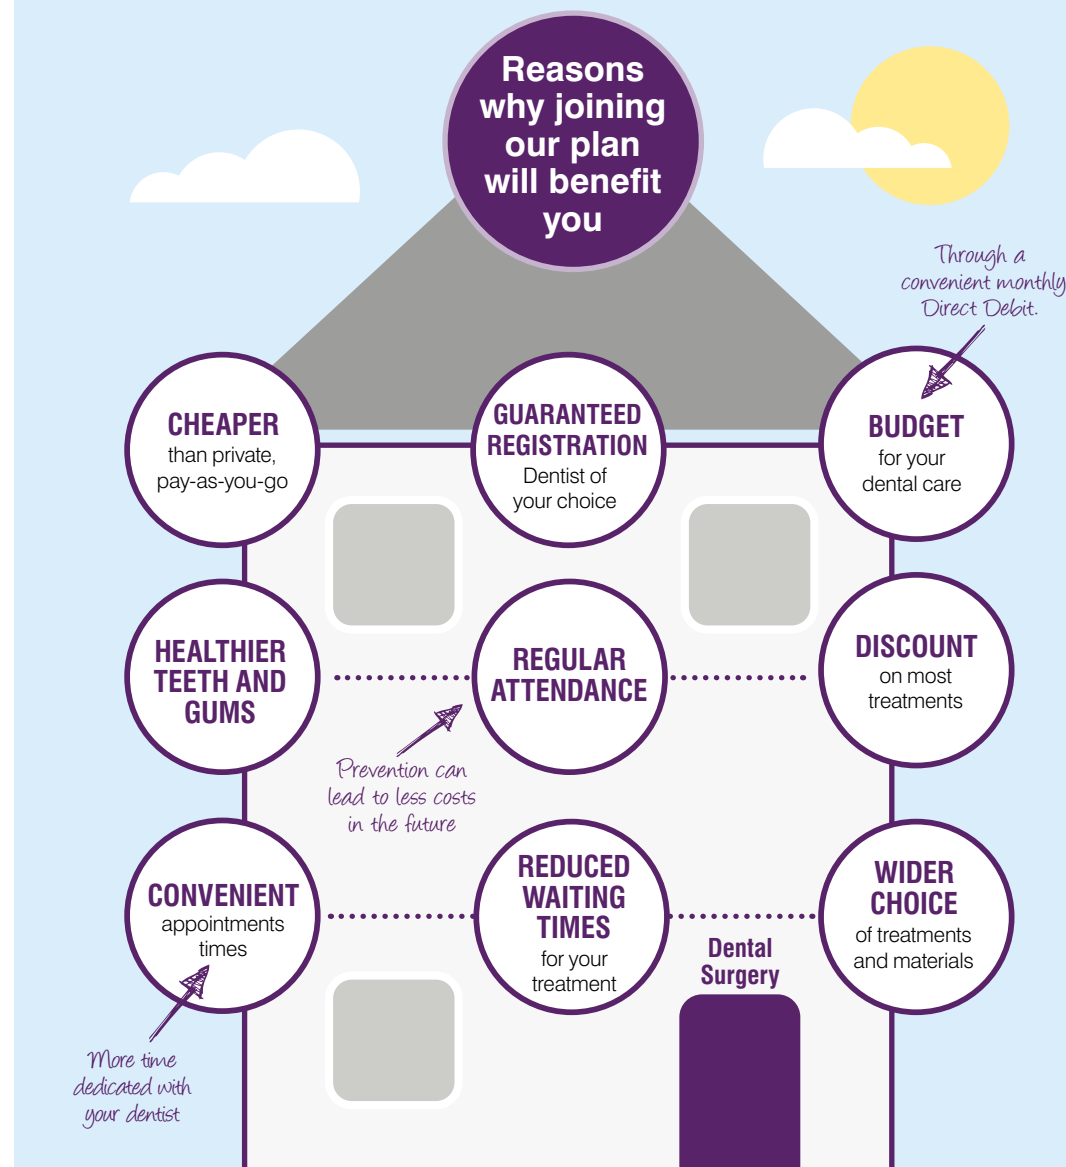 Reasons
why joining
our plan
will benefit
you
Through a
convenient monthly
Direct Debit.
CHEAPER
than private,
pay-as-you-go
GUARANTEED
REGISTRATION
Dentist of
your choice
BUDGET
for your
dental care
HEALTHIER
TEETH AND
GUMS
REGULAR
ATTENDANCE
DISCOUNT
on most
treatments
Prevention can
lead to less costs
in the future
CONVENIENT
appointments
times
REDUCED
WAITING
TIMES
for your
treatment
WIDER
CHOICE
of treatments
and materials
Dental
Surgery
More time
dedicated with
your dentist